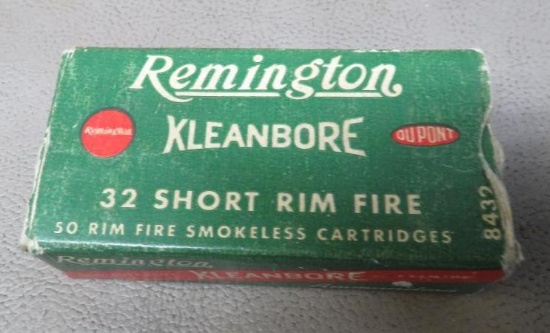 Remington
Remington
KLEANBORE
DU PONT
32 SHORT RIM FIRE
50 RIM FIRE SMOKELESS CARTRIDGES
8432
Remington
KLEANBORE